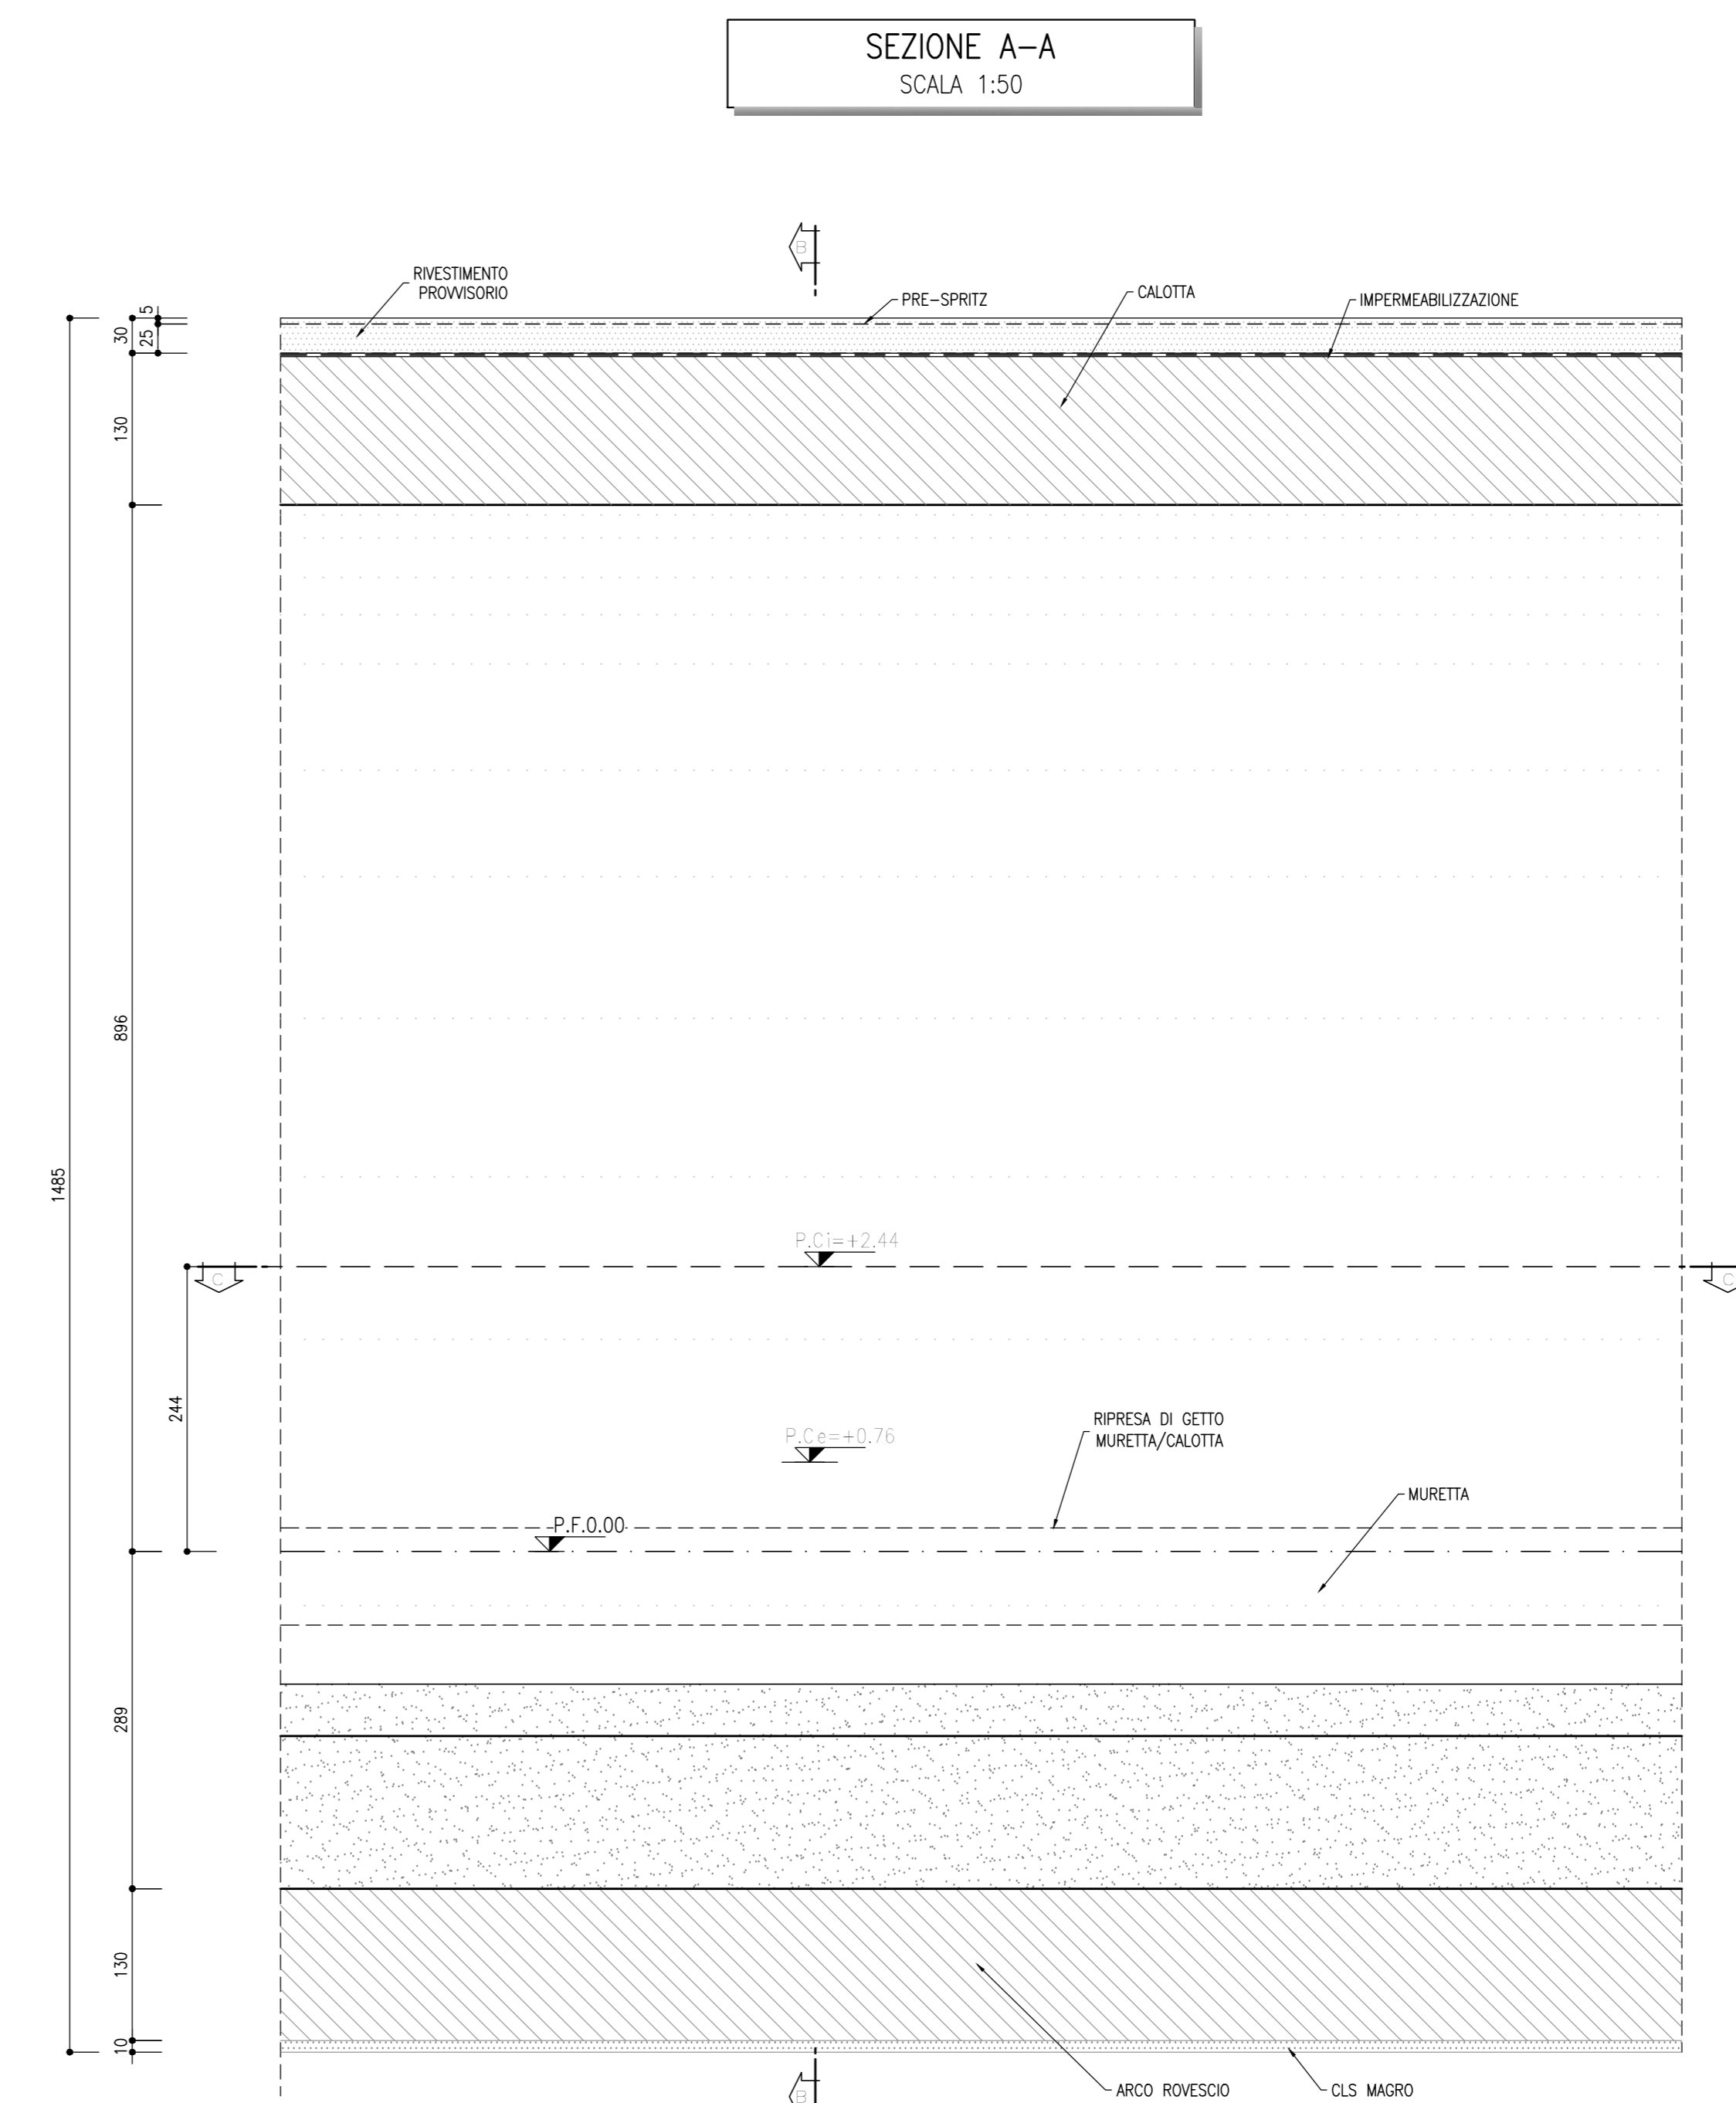 SEZIONE A-A
SCALA 1:50
B
RIVESTIMENTO
PROVVISORIO
PRE-SPRITZ
CALOTTA
IMPERMEABILIZZAZIONE
5
30
25
130
896
1485
P.Ci=+2.44
C
C
244
P.Ce=+0.76
RIPRESA DI GETTO
MURETTA/CALOTTA
MURETTA
P.F.0.00
289
130
10
B
ARCO ROVESCIO
CLS MAGRO